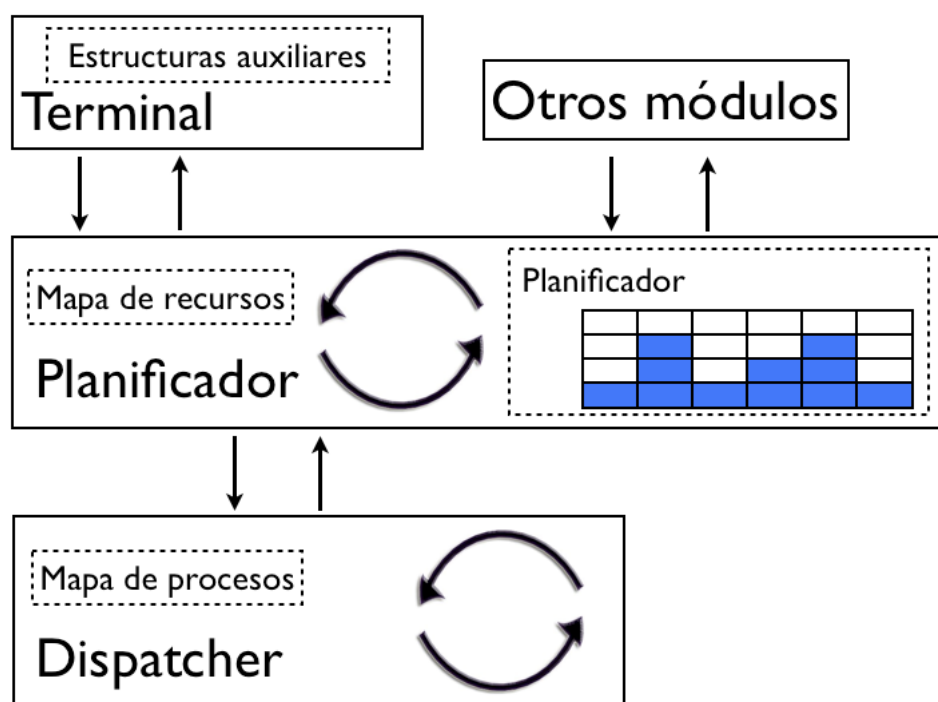 Estructuras auxiliares
Terminal
Otros módulos
Mapa de recursos
Planificador
Planificador
Mapa de procesos
Dispatcher